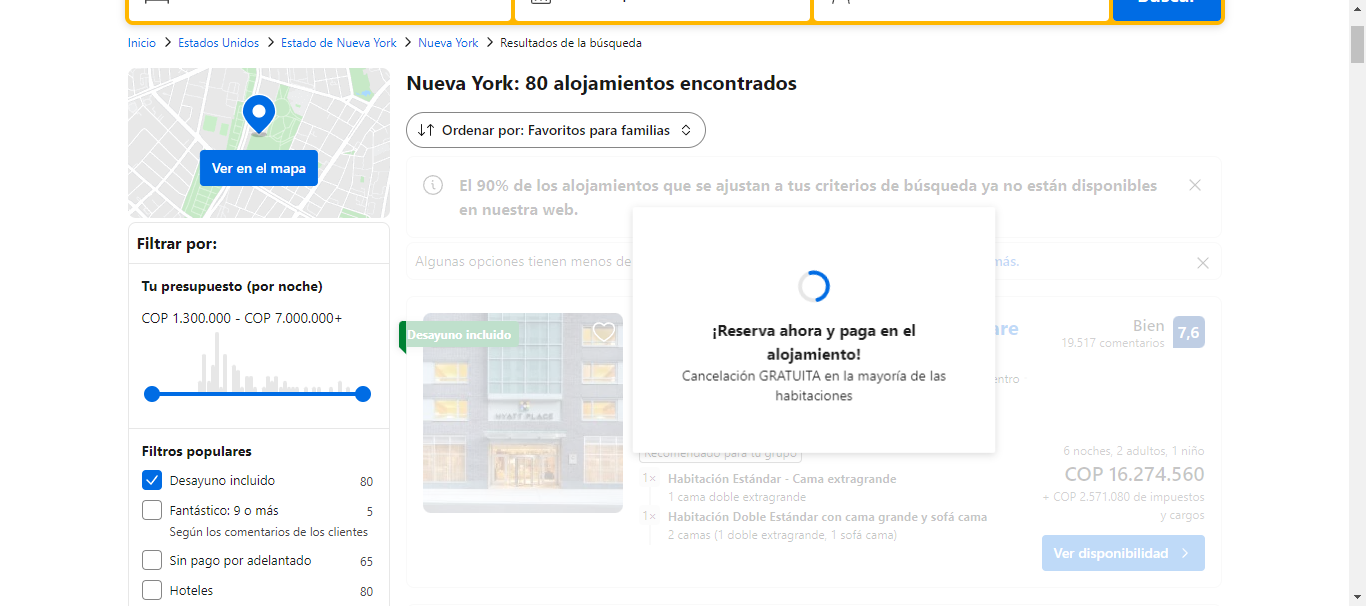 Inicio > Estados Unidos > Estado de Nueva York > Nueva York > Resultados de la búsqueda
Ver en el mapa
Filtrar por:
Tu presupuesto (por noche)
COP 1.300.000 - COP 7.000.000+
Filtros populares
Desayuno incluido 80
Fantástico: 9 o más 5
Según los comentarios de los clientes
Sin pago por adelantado 65
Hoteles 80
Nueva York: 80 alojamientos encontrados
Ordenar por: Favoritos para familias
El 90% de los alojamientos que se ajustan a tus criterios de búsqueda ya no están disponibles
en nuestra web.
Algunas opciones tienen menos de
más.
¡Reserva ahora y paga en el
alojamiento!
Cancelación GRATUITA en la mayoría de las
habitaciones
Desayuno incluido
HYATT PLACE
Bien 7,6
19.517 comentarios
Recomendado para tu grupo
1× Habitación Estándar - Cama extragrande
1 cama doble extragrande
1× Habitación Doble Estándar con cama grande y sofá cama
2 camas (1 doble extragrande, 1 sofá cama)
6 noches, 2 adultos, 1 niño
COP 16.274.560
+ COP 2.571.080 de impuestos
y cargos
Ver disponibilidad